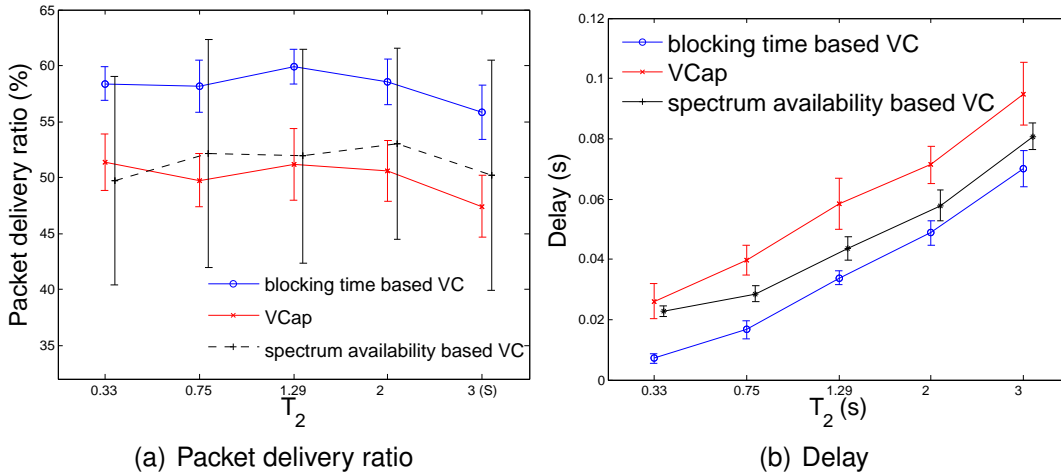 65
60
55
50
45
40
35
Packet delivery ratio (%)
blocking time based VC
VCap
spectrum availability based VC
0.33 0.75 1.29 2 3 (S)
T2
(a) Packet delivery ratio
0.12
0.1
0.08
0.06
0.04
0.02
0
Delay (s)
blocking time based VC
VCap
spectrum availability based VC
0.33 0.75 1.29 2 3
T2 (s)
(b) Delay